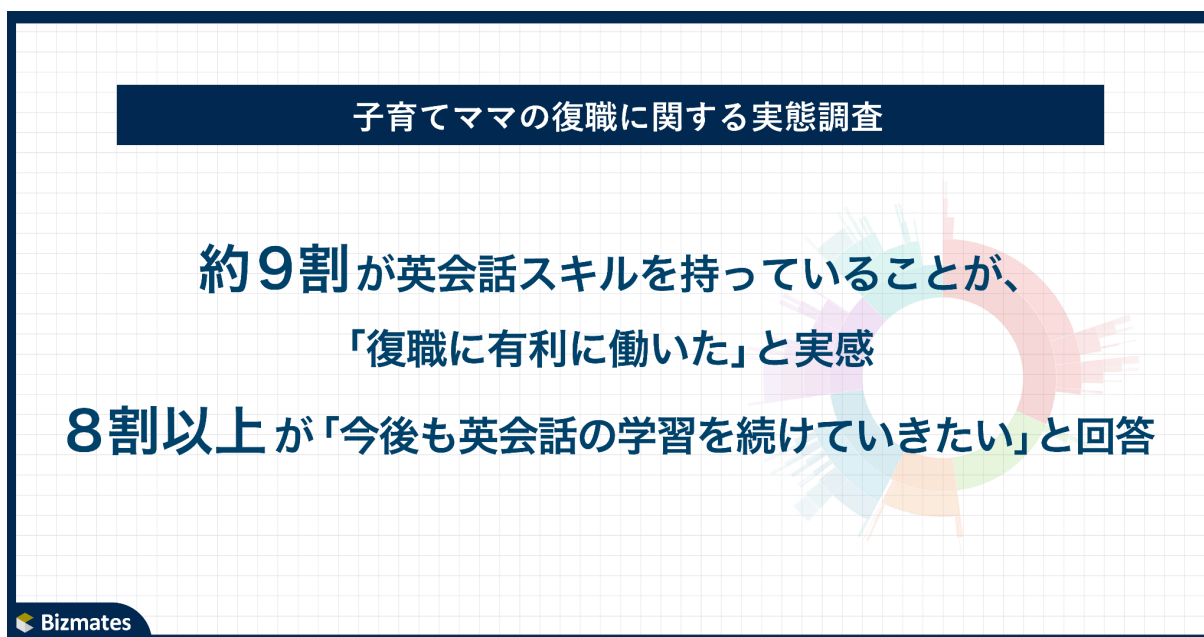 子育てママの復職に関する実態調査
約9割が英会話スキルを持っていることが、
「復職に有利に働いた」と実感
8割以上が「今後も英会話の学習を続けていきたい」と回答
Bizmates